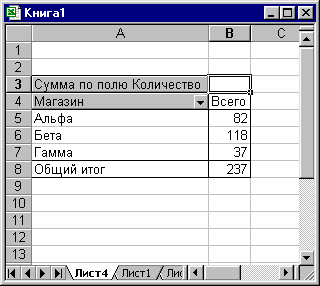 Книга1
A B C
1
2
3 Сумма по полю Количество
4 Магазин Всего
5 Альфа 82
6 Бета 118
7 Гамма 37
8 Общий итог 237
9
10
11
12
13
Лист4 Лист1 Лис